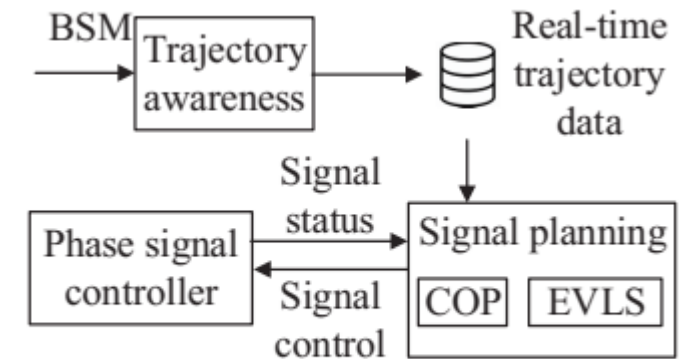 BSM
Trajectory
awareness
Real-time
trajectory
data
Signal
status
Phase signal
controller
Signal
control
Signal planning
COP
EVLS